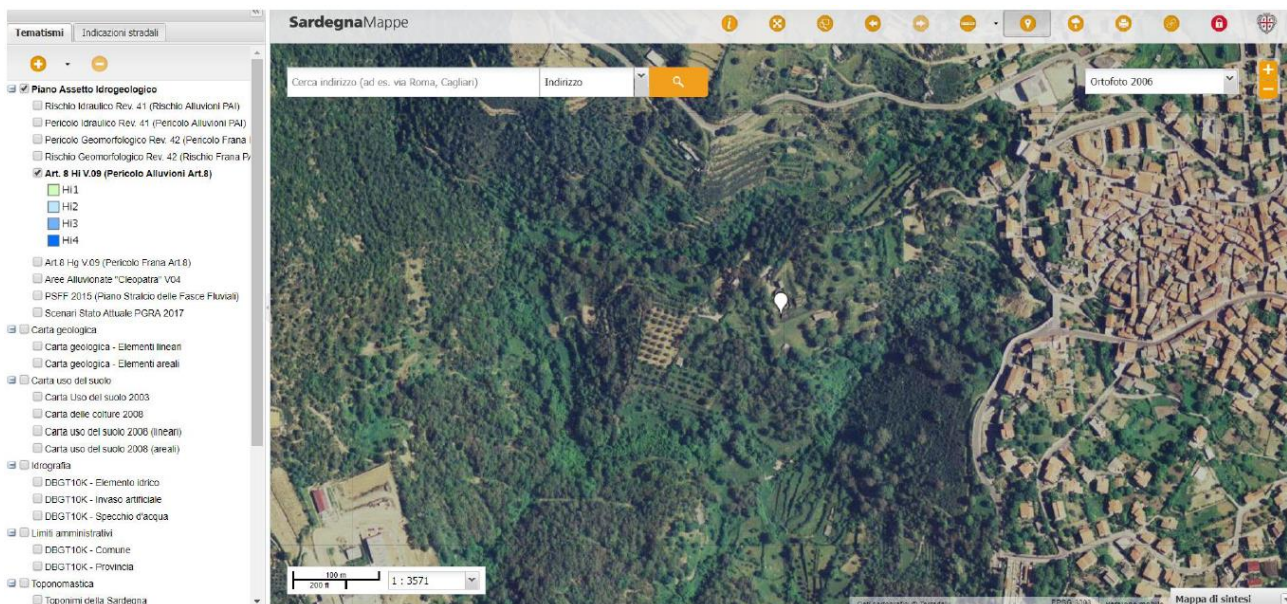 SardegnaMappe
Tematismi
Indicazioni stradali
Cerca indirizzo (ad es. via Roma, Cagliari)
Indirizzo
Ortofoto 2006
Piano Assetto Idrogeologico
Rischio Idraulico Rev. 41 (Rischio Alluvioni PAI)
Pericolo Idraulico Rev. 41 (Pericolo Alluvioni PAI)
Pericolo Geomorfologico Rev. 42 (Pericolo Frana
Rischio Geomorfologico Rev. 42 (Rischio Frana PA
Art. 8 Hi V.09 (Pericolo Alluvioni Art.8)
Hi1
Hi2
Hi3
Hi4
Art.8 Hg V.09 (Pericolo Frana Art.8)
Aree Alluvionate "Cleopatra" V04
PSFF 2015 (Piano Stralcio delle Fasce Fluviali)
Scenari Stato Attuale PGRA 2017
Carta geologica
Carta geologica - Elementi lineari
Carta geologica - Elementi areali
Carta uso del suolo
Carta Uso del suolo 2003
Carta delle colture 2008
Carta uso del suolo 2008 (lineari)
Carta uso del suolo 2008 (areali)
Idrografia
DBGT10K - Elemento idrico
DBGT10K - Invaso artificiale
DBGT10K - Specchio d'acqua
Limiti amministrativi
DBGT10K - Comune
DBGT10K - Provincia
Toponomastica
Toponimi della Sardegna
100 m
200 ft
1 : 3571
Mappa di sintesi